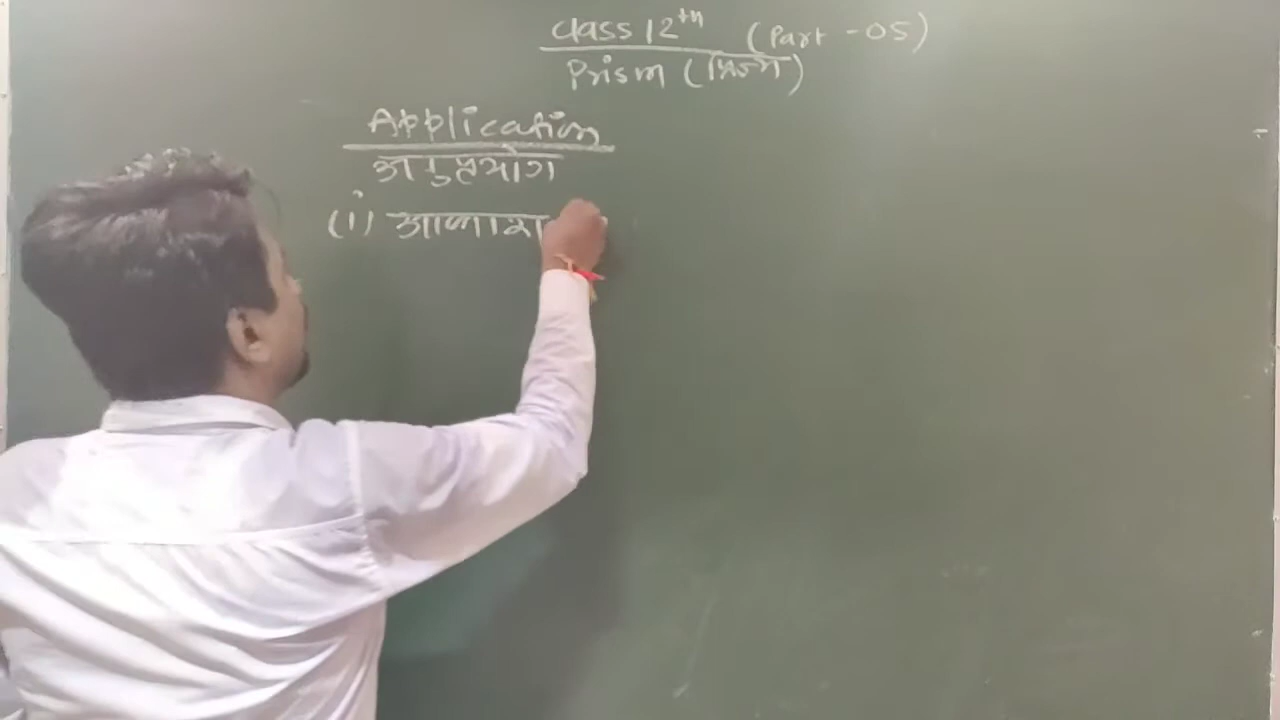 Class 12th (Part - 05)
Prism (प्रिज्म)
Application
अनुप्रयोग
(i) आकाश